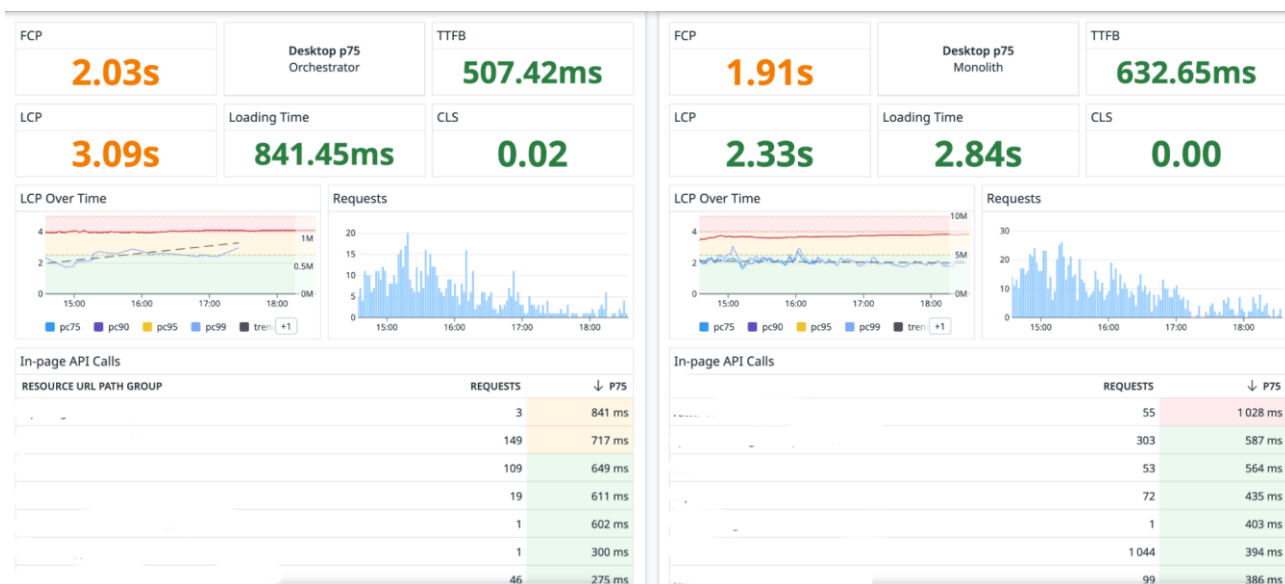 FCP
2.03s
Desktop p75
Orchestrator
TTFB
507.42ms
LCP
3.09s
Loading Time
841.45ms
CLS
0.02
LCP Over Time
4
2
0
1M
0.5M
0M
15:00 16:00 17:00 18:00
pc75 pc90 pc95 pc99 tren +1
Requests
20
15
10
5
0
15:00 16:00 17:00 18:00
In-page API Calls
RESOURCE URL PATH GROUP REQUESTS ↓ P75
3 841 ms
149 717 ms
109 649 ms
19 611 ms
1 602 ms
1 300 ms
46 275 ms
FCP
1.91s
Desktop p75
Monolith
TTFB
632.65ms
LCP
2.33s
Loading Time
2.84s
CLS
0.00
LCP Over Time
4
2
0
10M
5M
0M
15:00 16:00 17:00 18:00
pc75 pc90 pc95 pc99 tren +1
Requests
30
20
10
0
15:00 16:00 17:00 18:00
In-page API Calls
REQUESTS ↓ P75
55 1 028 ms
303 587 ms
53 564 ms
72 435 ms
1 403 ms
1 044 394 ms
99 386 ms